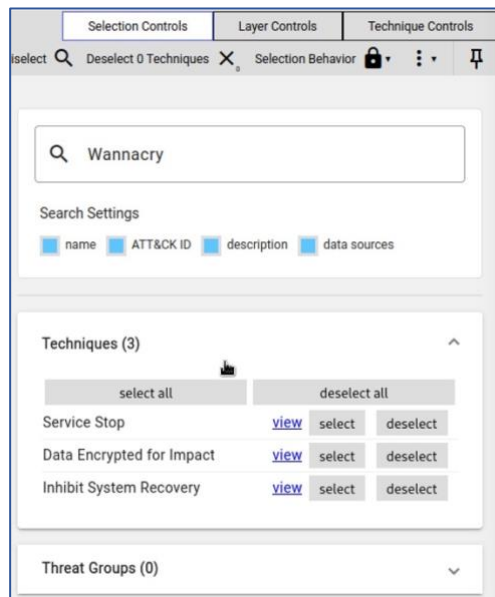 Selection Controls Layer Controls Technique Controls
iselect Deselect 0 Techniques 0 Selection Behavior
Wannacry
Search Settings
name ATT&CK ID description data sources
Techniques (3)
select all deselect all
Service Stop view select deselect
Data Encrypted for Impact view select deselect
Inhibit System Recovery view select deselect
Threat Groups (0)